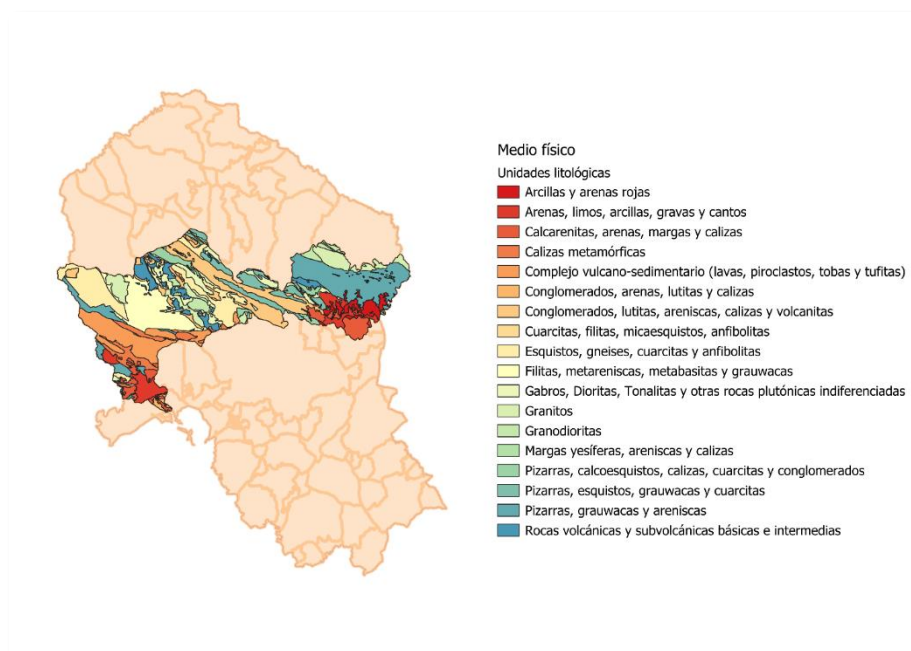 Medio físico
Unidades litológicas
Arcillas y arenas rojas
Arenas, limos, arcillas, gravas y cantos
Calcarenitas, arenas, margas y calizas
Calizas metamórficas
Complejo vulcano-sedimentario (lavas, piroclastos, tobas y tufitas)
Conglomerados, arenas, lutitas y calizas
Conglomerados, lutitas, areniscas, calizas y volcanitas
Cuarcitas, filitas, micaesquistos, anfibolitas
Esquistos, gneises, cuarcitas y anfibolitas
Filitas, metareniscas, metabasitas y grauwacas
Gabros, Dioritas, Tonalitas y otras rocas plutónicas indiferenciadas
Granitos
Granodioritas
Margas yesíferas, areniscas y calizas
Pizarras, calcoesquistos, calizas, cuarcitas y conglomerados
Pizarras, esquistos, grauwacas y cuarcitas
Pizarras, grauwacas y areniscas
Rocas volcánicas y subvolcánicas básicas e intermedias